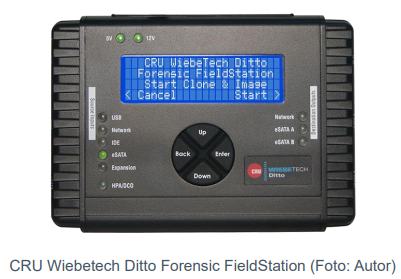 5V 12V
CRU WiebeTech Ditto
Forensic FieldStation
Start Clone & Image
< Cancel Start >
Source Inputs
USB
Network
IDE
eSATA
Expansion
HPA/DCO
Up
Back Enter
Down
Network
eSATA A
eSATA B
Destination Outputs
CRU WIEBETECH
Ditto
CRU Wiebetech Ditto Forensic FieldStation (Foto: Autor)